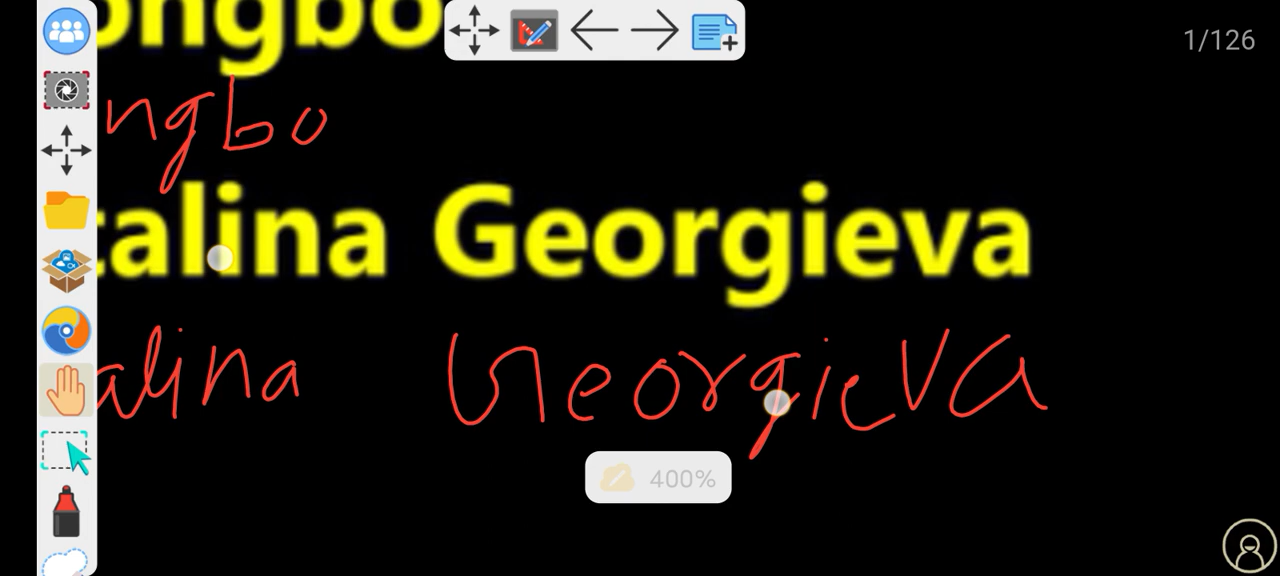 ongbo
1/126
ngbo
talina Georgieva
alina Georgieva
400%